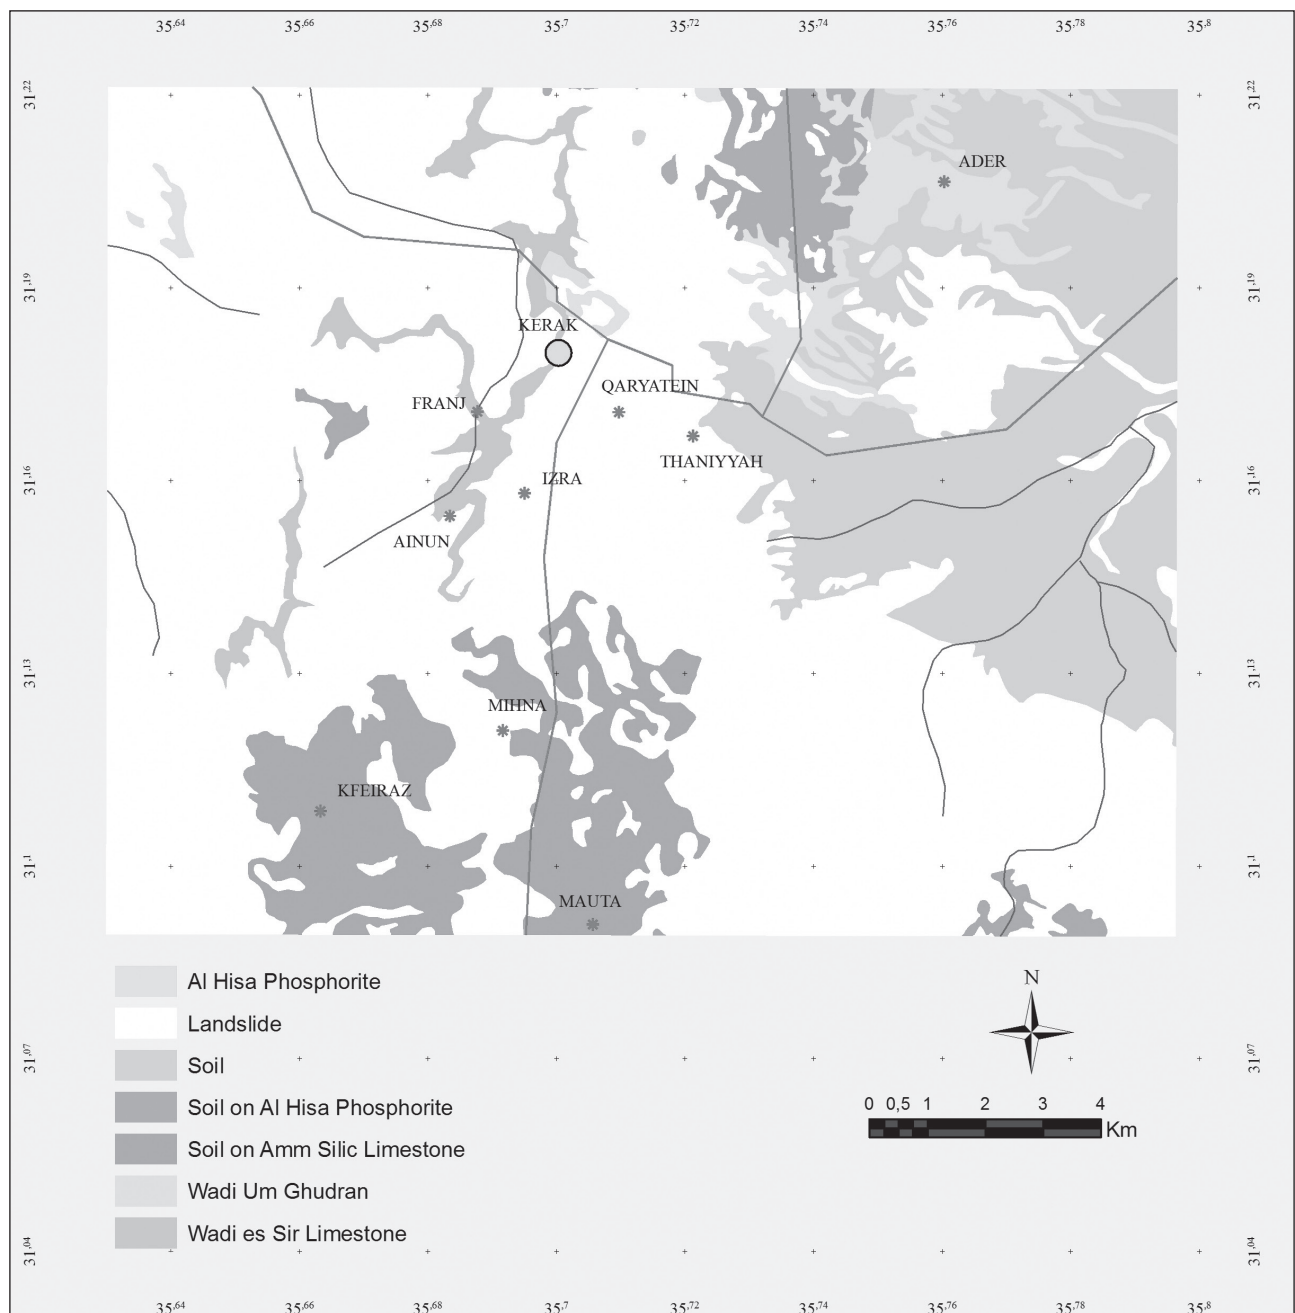 35.64 35.66 35.68 35.7 35.72 35.74 35.76 35.78 35.8
31.22 31.22
ADER
31.19 31.19
KERAK
QARYATEIN
FRANJ
THANIYYAH
31.16 31.16
IZRA
AINUN
31.13 31.13
MIHNA
KFEIRAZ
31.1 31.1
MAUTA
Al Hisa Phosphorite
Landslide
Soil
Soil on Al Hisa Phosphorite
Soil on Amm Silic Limestone
Wadi Um Ghudran
Wadi es Sir Limestone
N
31.07 31.07
0 0,5 1 2 3 4
Km
31.04 31.04
35.64 35.66 35.68 35.7 35.72 35.74 35.76 35.78 35.8